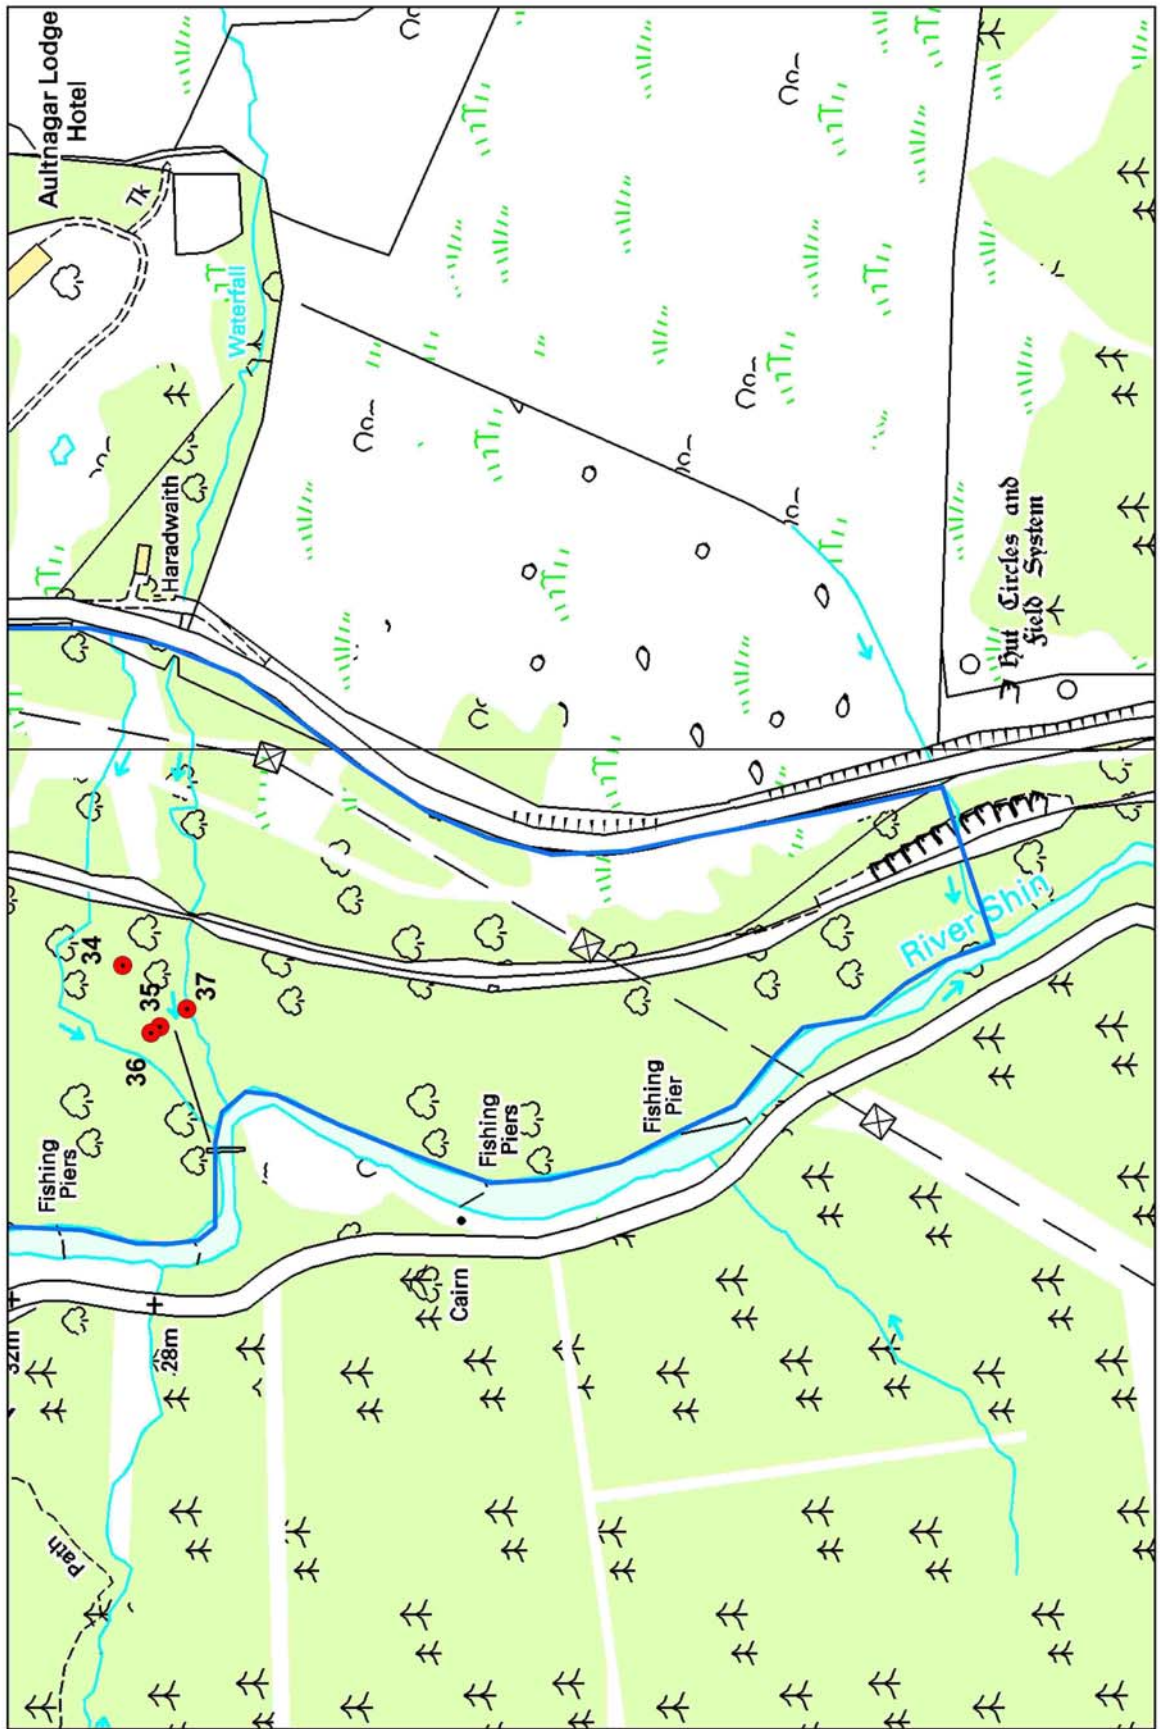 Aultnagar Lodge
Hotel
Tk
Waterfall
Haradwaith
Hut Circles and
Field System
River Shin
34
35
37
36
Fishing
Piers
Fishing
Piers
Fishing
Pier
Cairn
32m
28m
Path